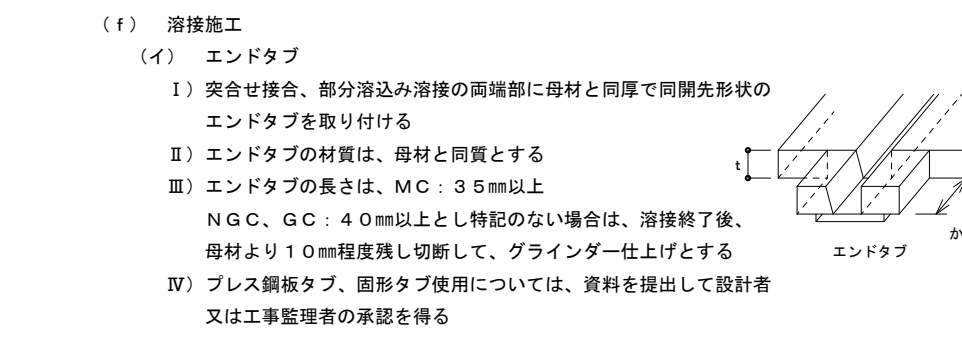 （ｆ）　溶接施工
（イ）　エンドタブ
Ⅰ）突合せ接合、部分溶込み溶接の両端部に母材と同厚で同開先形状の
エンドタブを取り付ける
Ⅱ）エンドタブの材質は、母材と同質とする
Ⅲ）エンドタブの長さは、ＭＣ：３５㎜以上
ＮＧＣ、ＧＣ：４０㎜以上とし特記のない場合は、溶接終了後、
母材より１０㎜程度残し切断して、グラインダー仕上げとする
Ⅳ）プレス鋼板タブ、固形タブ使用については、資料を提出して設計者
又は工事監理者の承認を得る
t
か
エンドタブ